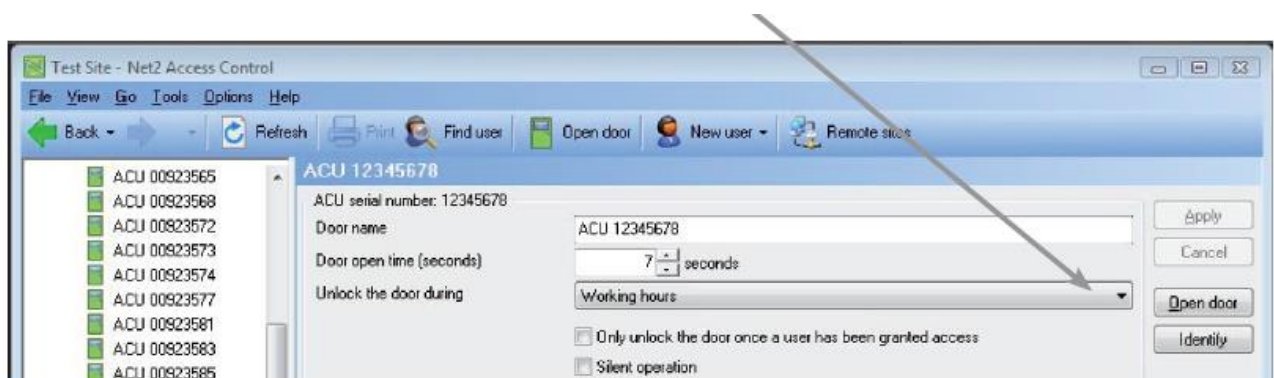 Test Site - Net2 Access Control
File View Go Tools Options Help
Back Refresh Print Find user Open door New user Remote sites
ACU 00923565
ACU 00923568
ACU 00923572
ACU 00923573
ACU 00923574
ACU 00923577
ACU 00923581
ACU 00923583
ACU 00923585
ACU 12345678
ACU serial number: 12345678
Door name ACU 12345678
Door open time (seconds) 7 seconds
Unlock the door during Working hours
Only unlock the door once a user has been granted access
Silent operation
Apply
Cancel
Open door
Identify